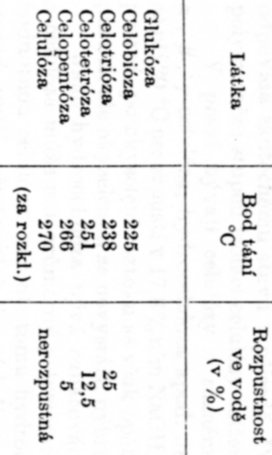 Látka Bod tání °C Rozpustnost ve vodě (v %)
Glukóza
Celobióza 225
Celotrióza 238 25
Celotetróza 251 12,5
Celopentóza 266 5
Celulóza 270 nerozpustná
(za rozkl.)